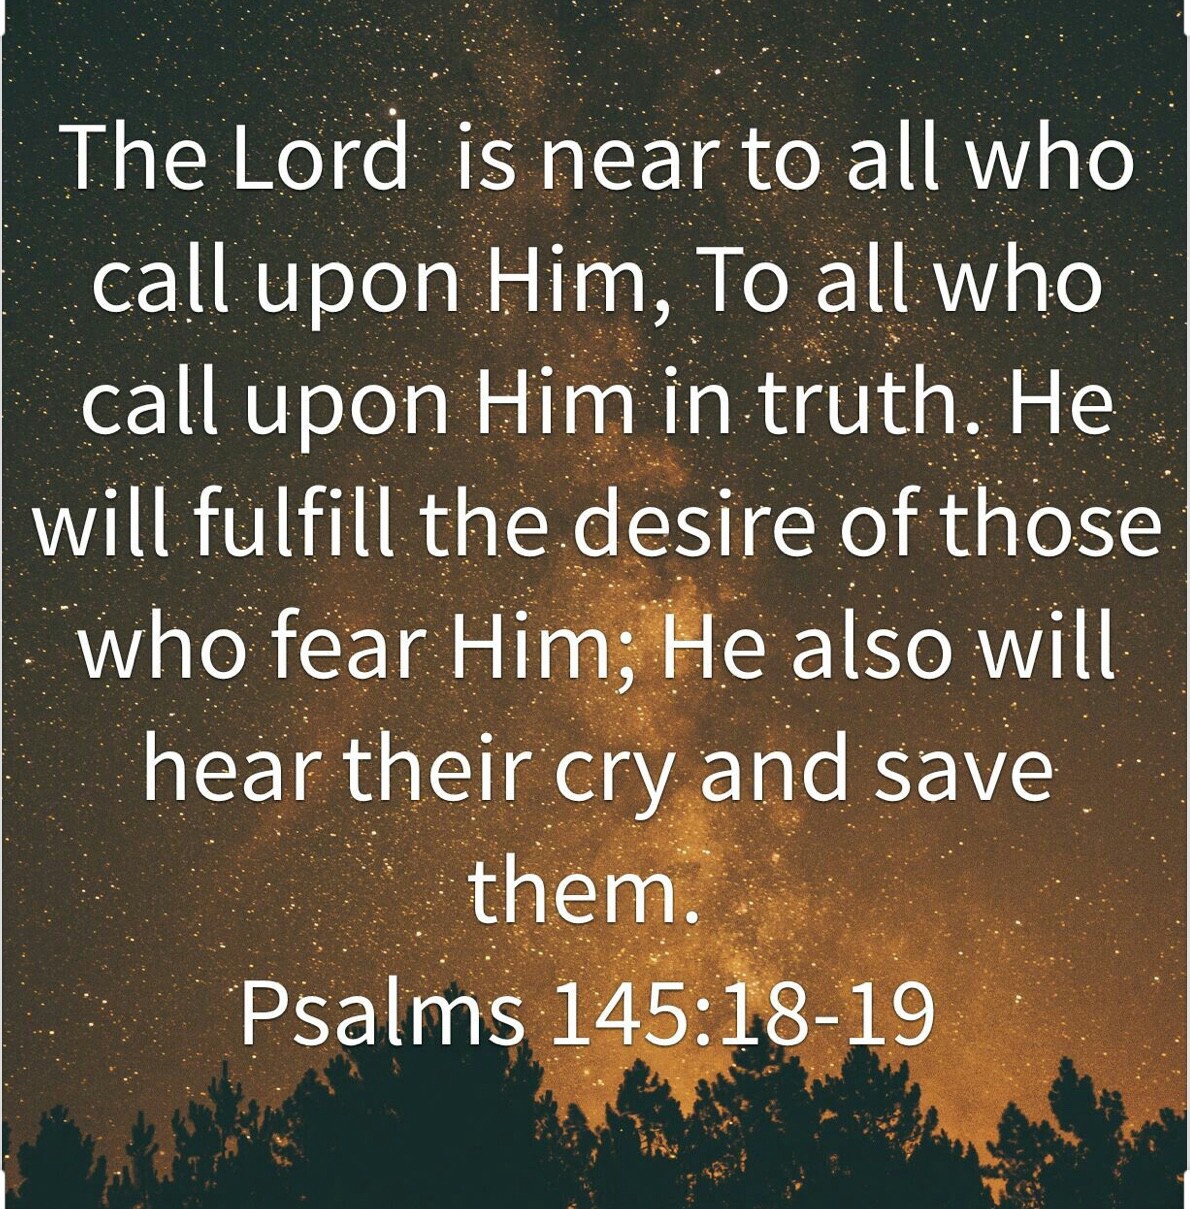 The Lord  is near to all who
call upon Him, To all who
call upon Him in truth. He
will fulfill the desire of those
who fear Him; He also will
hear their cry and save
them.
Psalms 145:18-19